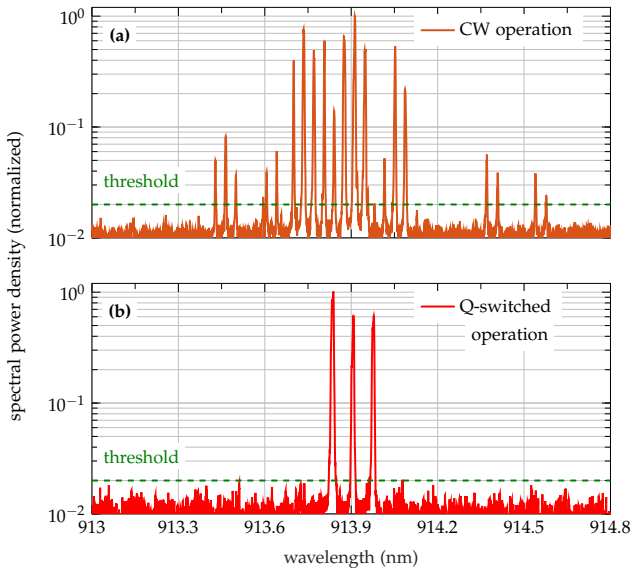 spectral power density (normalized)
10⁰
10⁻¹
10⁻²
(a)
CW operation
threshold
10⁰
10⁻¹
10⁻²
(b)
Q-switched
operation
threshold
913 913.3 913.6 913.9 914.2 914.5 914.8
wavelength (nm)